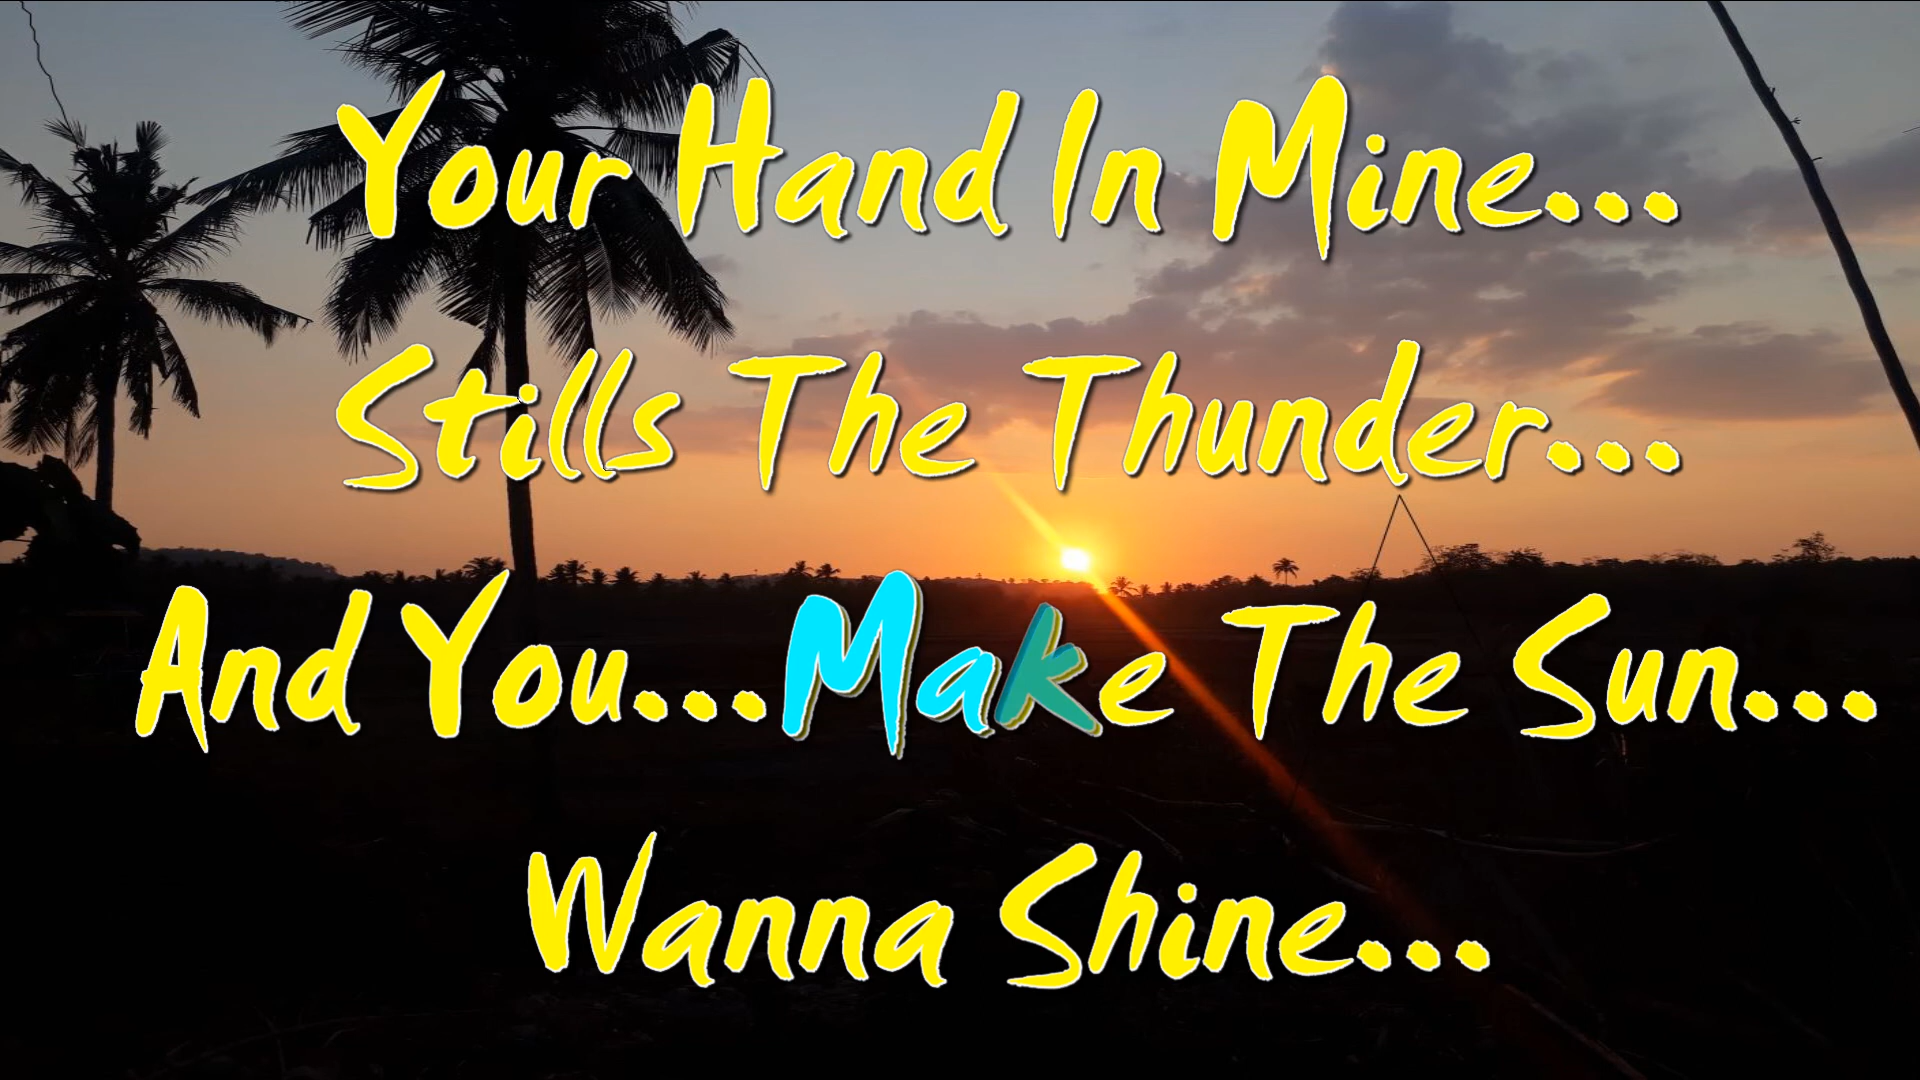 Your Hand In Mine...
Stills The Thunder...
And You...Make The Sun...
Wanna Shine...